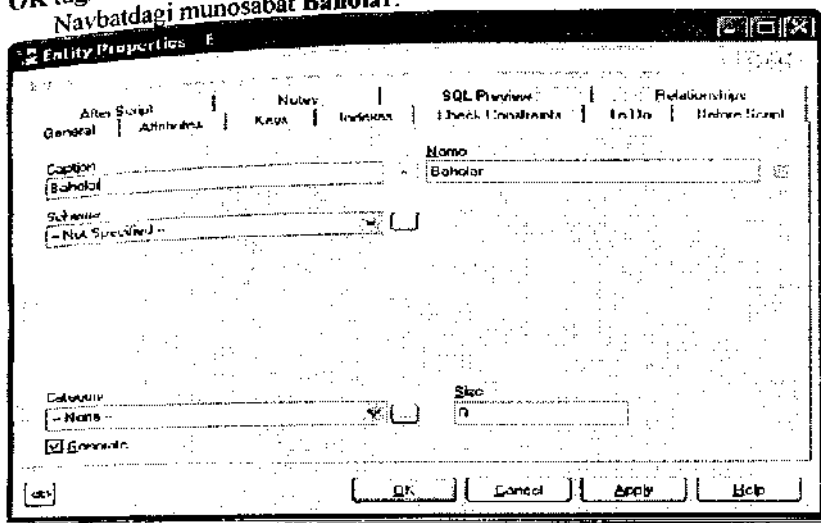 OK
Navbatdagi munosabat Baholar.
Entity Properties
After Script Notes SQL Preview Relationships
General Attributes Keys Indexes Check Constraints To Do Before Script
Caption Name
Baholar Baholar
Schema
-- Not Specified --
Category Size
-- None -- 0
Generate
OK Cancel Apply Help